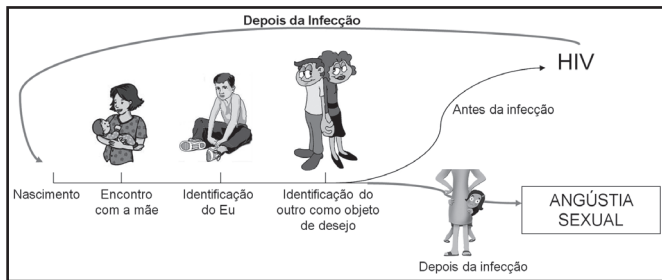 Depois da Infecção
HIV
Antes da infecção
Nascimento
Encontro
com a mãe
Identificação
do Eu
Identificação do
outro como objeto
de desejo
ANGÚSTIA
SEXUAL
Depois da infecção